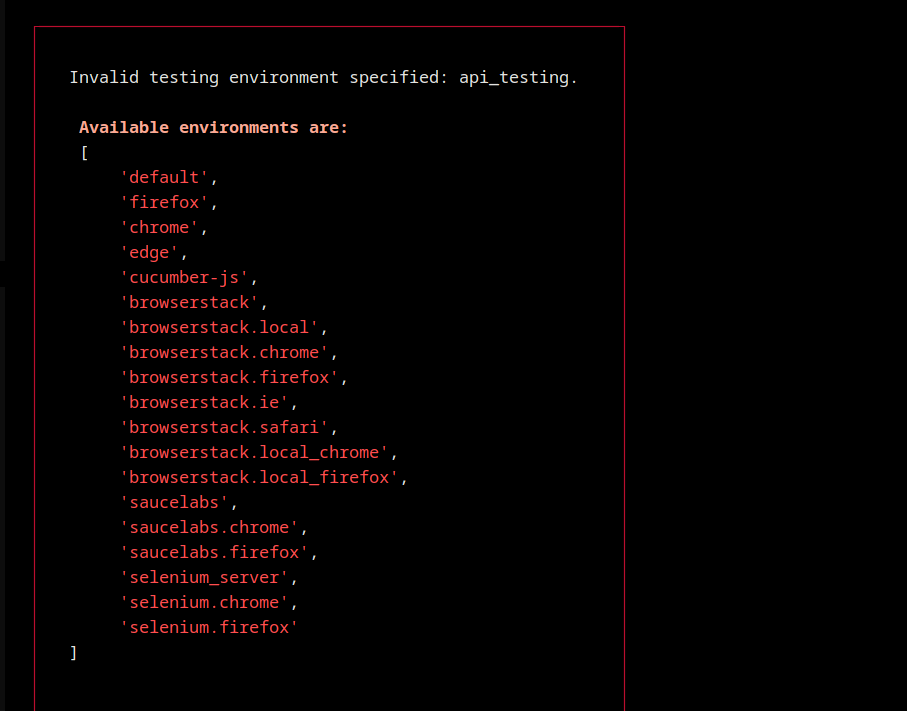 Invalid testing environment specified: api_testing.
Available environments are:
[
'default',
'firefox',
'chrome',
'edge',
'cucumber-js',
'browserstack',
'browserstack.local',
'browserstack.chrome',
'browserstack.firefox',
'browserstack.ie',
'browserstack.safari',
'browserstack.local_chrome',
'browserstack.local_firefox',
'saucelabs',
'saucelabs.chrome',
'saucelabs.firefox',
'selenium_server',
'selenium.chrome',
'selenium.firefox'
]